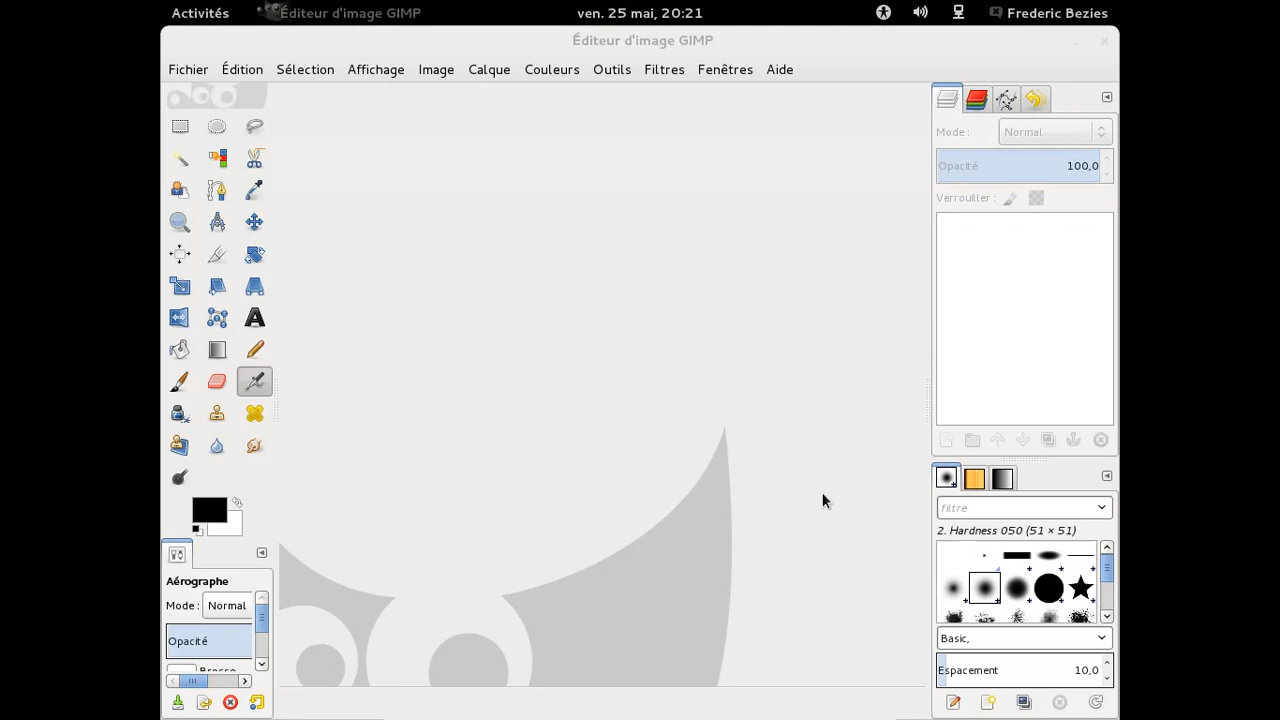 Activités
Éditeur d'image GIMP
ven. 25 mai, 20:21
Frederic Bezies
Éditeur d'image GIMP
Fichier Édition Sélection Affichage Image Calque Couleurs Outils Filtres Fenêtres Aide
Mode : Normal
Opacité 100,0
Verrouiller :
filtre
2. Hardness 050 (51 × 51)
Basic,
Espacement 10,0
Aérographe
Mode : Normal
Opacité
Brosse